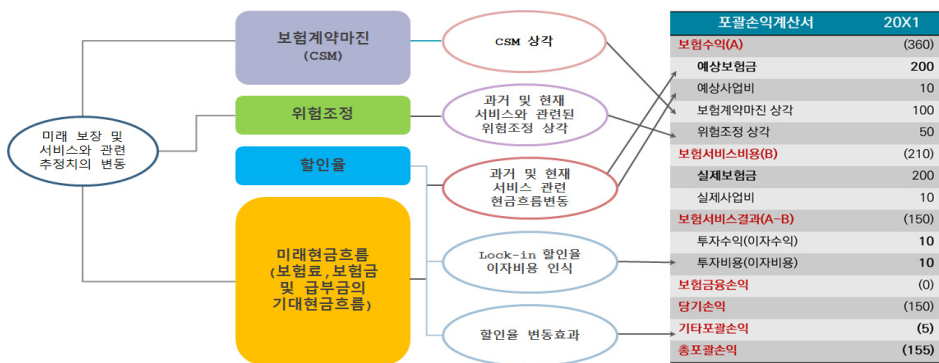 미래 보장 및
서비스와 관련
추정치의 변동
보험계약마진
(CSM)
위험조정
할인율
미래현금흐름
(보험료,보험금
및 급부금의
기대현금흐름)
CSM 상각
과거 및 현재
서비스와 관련된
위험조정 상각
과거 및 현재
서비스 관련
현금흐름변동
Lock-in 할인율
이자비용 인식
할인율 변동효과
포괄손익계산서 20X1
보험수익(A) (360)
예상보험금 200
예상사업비 10
보험계약마진 상각 100
위험조정 상각 50
보험서비스비용(B) (210)
실제보험금 200
실제사업비 10
보험서비스결과(A-B) (150)
투자수익(이자수익) 10
투자비용(이자비용) 10
보험금융손익 (0)
당기손익 (150)
기타포괄손익 (5)
총포괄손익 (155)